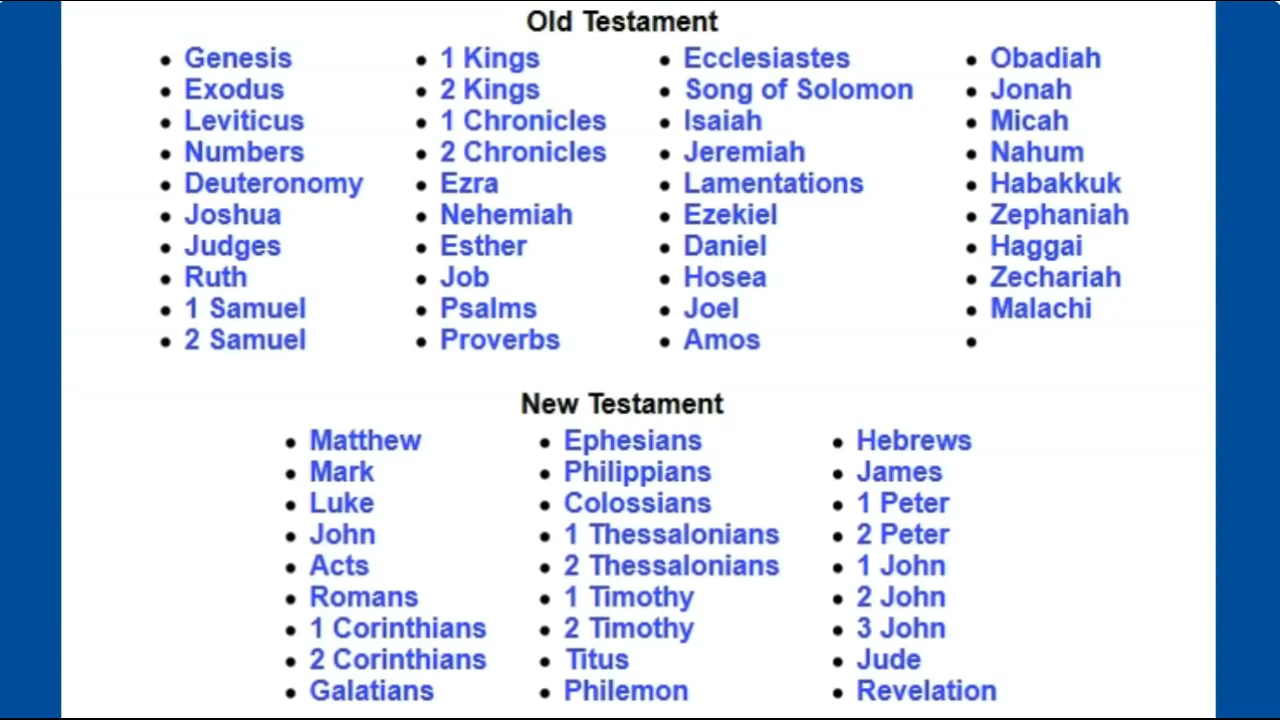 Old Testament
Genesis
Exodus
Leviticus
Numbers
Deuteronomy
Joshua
Judges
Ruth
1 Samuel
2 Samuel
1 Kings
2 Kings
1 Chronicles
2 Chronicles
Ezra
Nehemiah
Esther
Job
Psalms
Proverbs
Ecclesiastes
Song of Solomon
Isaiah
Jeremiah
Lamentations
Ezekiel
Daniel
Hosea
Joel
Amos
Obadiah
Jonah
Micah
Nahum
Habakkuk
Zephaniah
Haggai
Zechariah
Malachi
New Testament
Matthew
Mark
Luke
John
Acts
Romans
1 Corinthians
2 Corinthians
Galatians
Ephesians
Philippians
Colossians
1 Thessalonians
2 Thessalonians
1 Timothy
2 Timothy
Titus
Philemon
Hebrews
James
1 Peter
2 Peter
1 John
2 John
3 John
Jude
Revelation